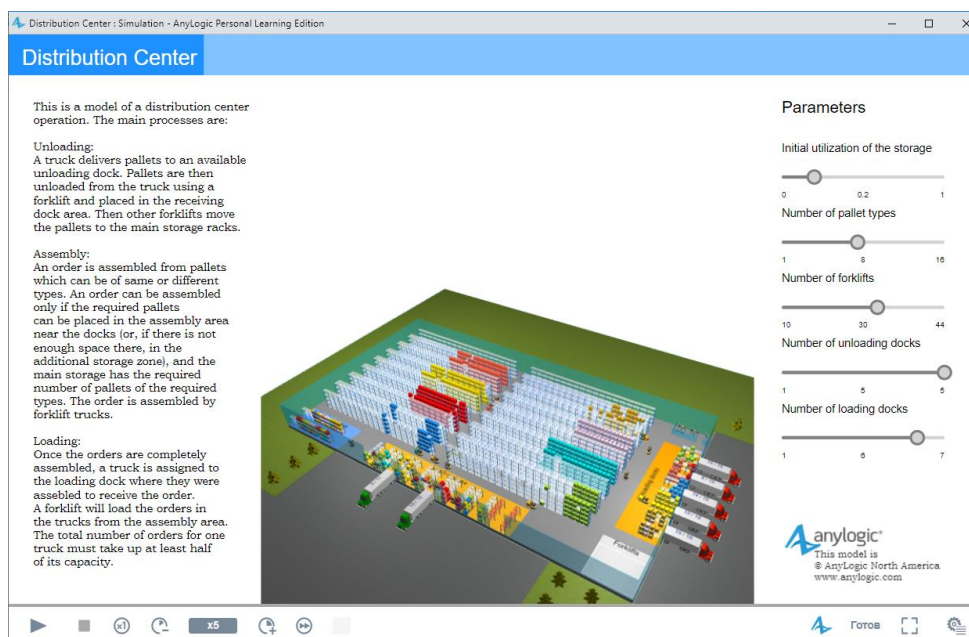 Distribution Center : Simulation - AnyLogic Personal Learning Edition
Distribution Center
This is a model of a distribution center
operation. The main processes are:
Unloading:
A truck delivers pallets to an available
unloading dock. Pallets are then
unloaded from the truck using a
forklift and placed in the receiving
dock area. Then other forklifts move
the pallets to the main storage racks.
Assembly:
An order is assembled from pallets
which can be of same or different
types. An order can be assembled
only if the required pallets
can be placed in the assembly area
near the docks (or, if there is not
enough space there, in the
additional storage zone), and the
main storage has the required
number of pallets of the required
types. The order is assembled by
forklift trucks.
Loading:
Once the orders are completely
assembled, a truck is assigned to
the loading dock where they were
assebled to receive the order.
A forklift will load the orders in
the trucks from the assembly area.
The total number of orders for one
truck must take up at least half
of its capacity.
Forklifts
Parameters
Initial utilization of the storage
0 0.2 1
Number of pallet types
1 8 16
Number of forklifts
10 30 44
Number of unloading docks
1 5 5
Number of loading docks
1 6 7
anylogic®
This model is
© AnyLogic North America
www.anylogic.com
x1
x5
Готов